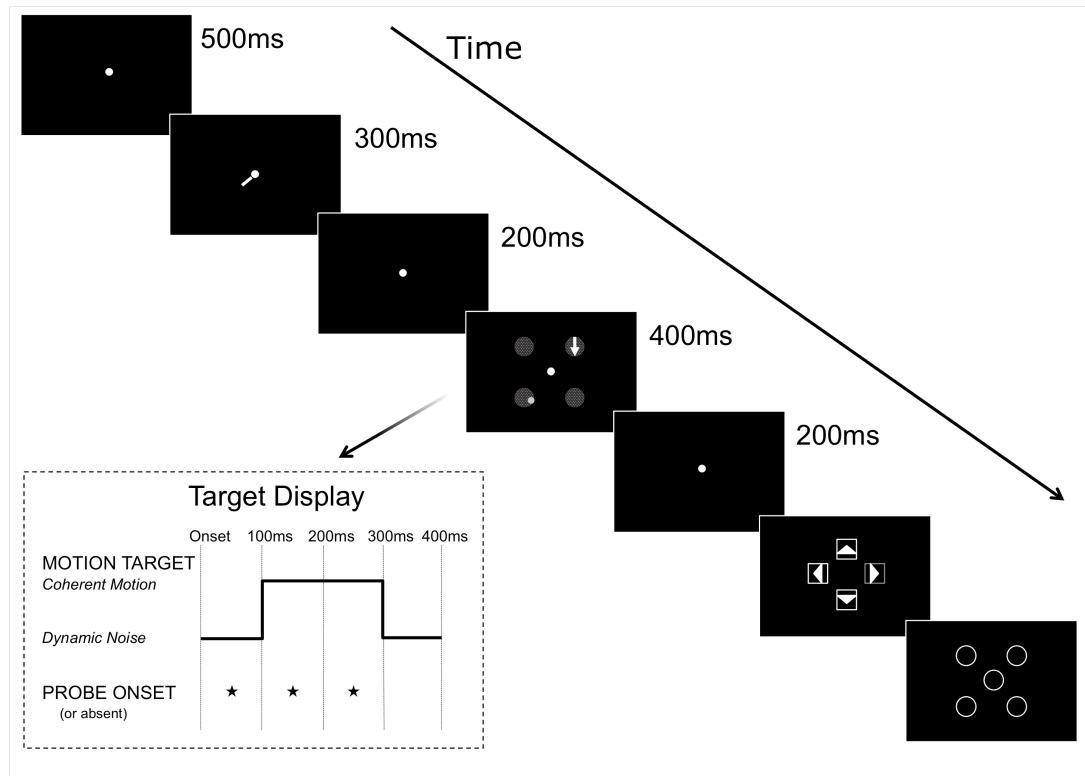 500ms
Time
300ms
200ms
400ms
200ms
Target Display
Onset 100ms 200ms 300ms 400ms
MOTION TARGET
Coherent Motion
Dynamic Noise
PROBE ONSET
(or absent)